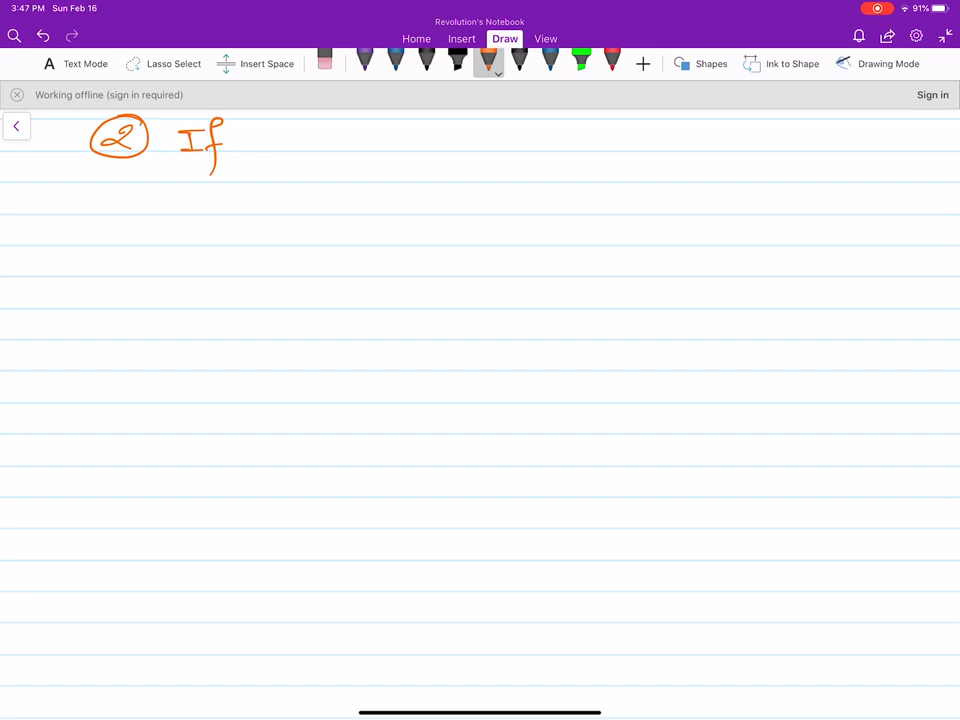 3:47 PM Sun Feb 16
91%
Revolution's Notebook
Home Insert Draw View
A Text Mode Lasso Select Insert Space Shapes Ink to Shape Drawing Mode
Working offline (sign in required) Sign in
2 If